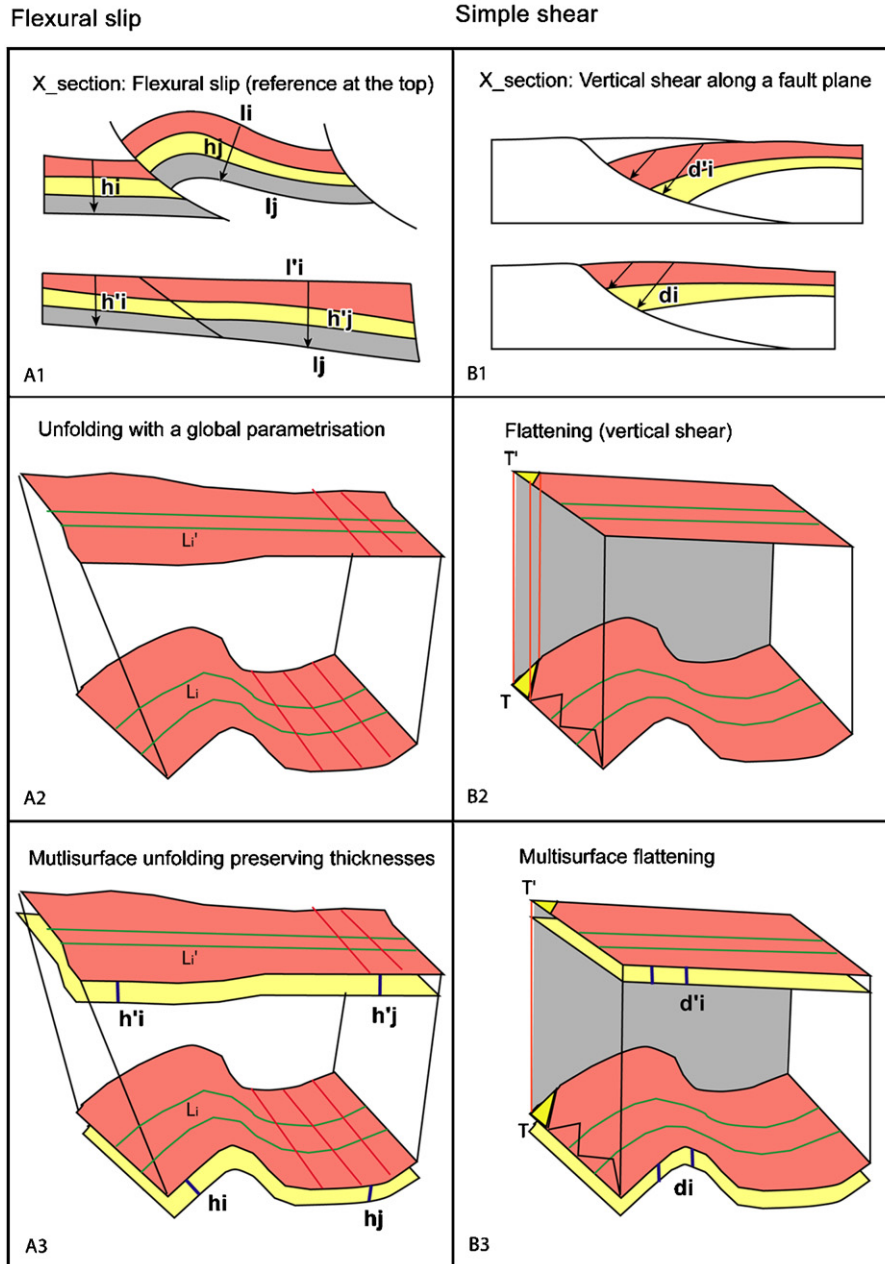 Flexural slip
Simple shear
X_section: Flexural slip (reference at the top)
li
hj
hi
lj
l'i
h'i
h'j
lj
A1
X_section: Vertical shear along a fault plane
d'i
di
B1
Unfolding with a global parametrisation
Li'
Li
A2
Flattening (vertical shear)
T'
T
B2
Mutlisurface unfolding preserving thicknesses
Li'
h'i
h'j
Li
hi
hj
A3
Multisurface flattening
T'
d'i
T
di
B3